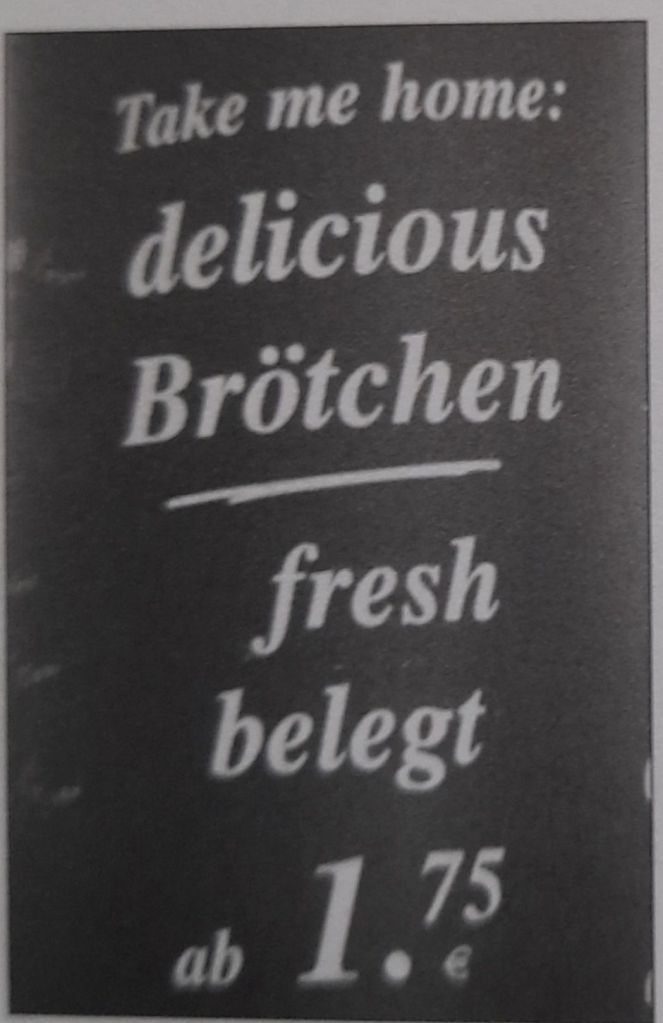 Take me home:
delicious
Brötchen
fresh
belegt
ab 1.75 €